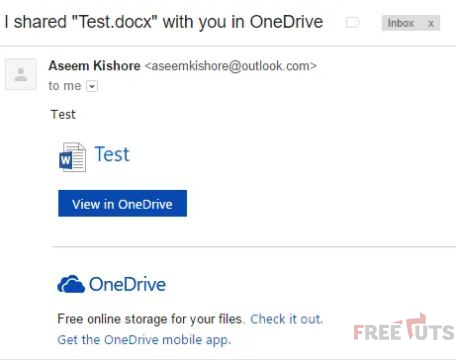 I shared "Test.docx" with you in OneDrive
Inbox x
Aseem Kishore <aseemkishore@outlook.com>
to me
Test
W
Test
View in OneDrive
OneDrive
Free online storage for your files. Check it out.
Get the OneDrive mobile app.
FREETUTS